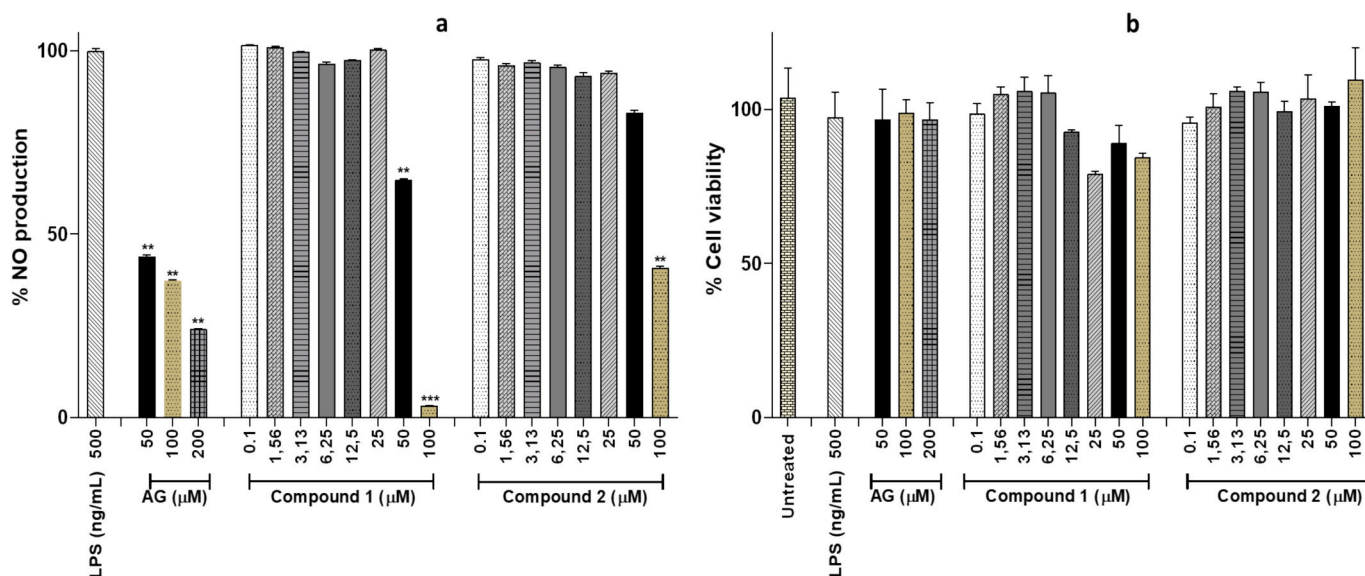 a
% NO production
100
50
0
** ** ** ** *** **
500 50 100 200 0.1 1,56 3,13 6,25 12,5 25 50 100 0.1 1,56 3,13 6,25 12,5 25 50 100
LPS (ng/mL) AG (μM) Compound 1 (μM) Compound 2 (μM)
b
% Cell viability
100
50
0
Untreated 500 50 100 200 0.1 1,56 3,13 6,25 12,5 25 50 100 0.1 1,56 3,13 6,25 12,5 25 50 100
LPS (ng/mL) AG (μM) Compound 1 (μM) Compound 2 (μM)